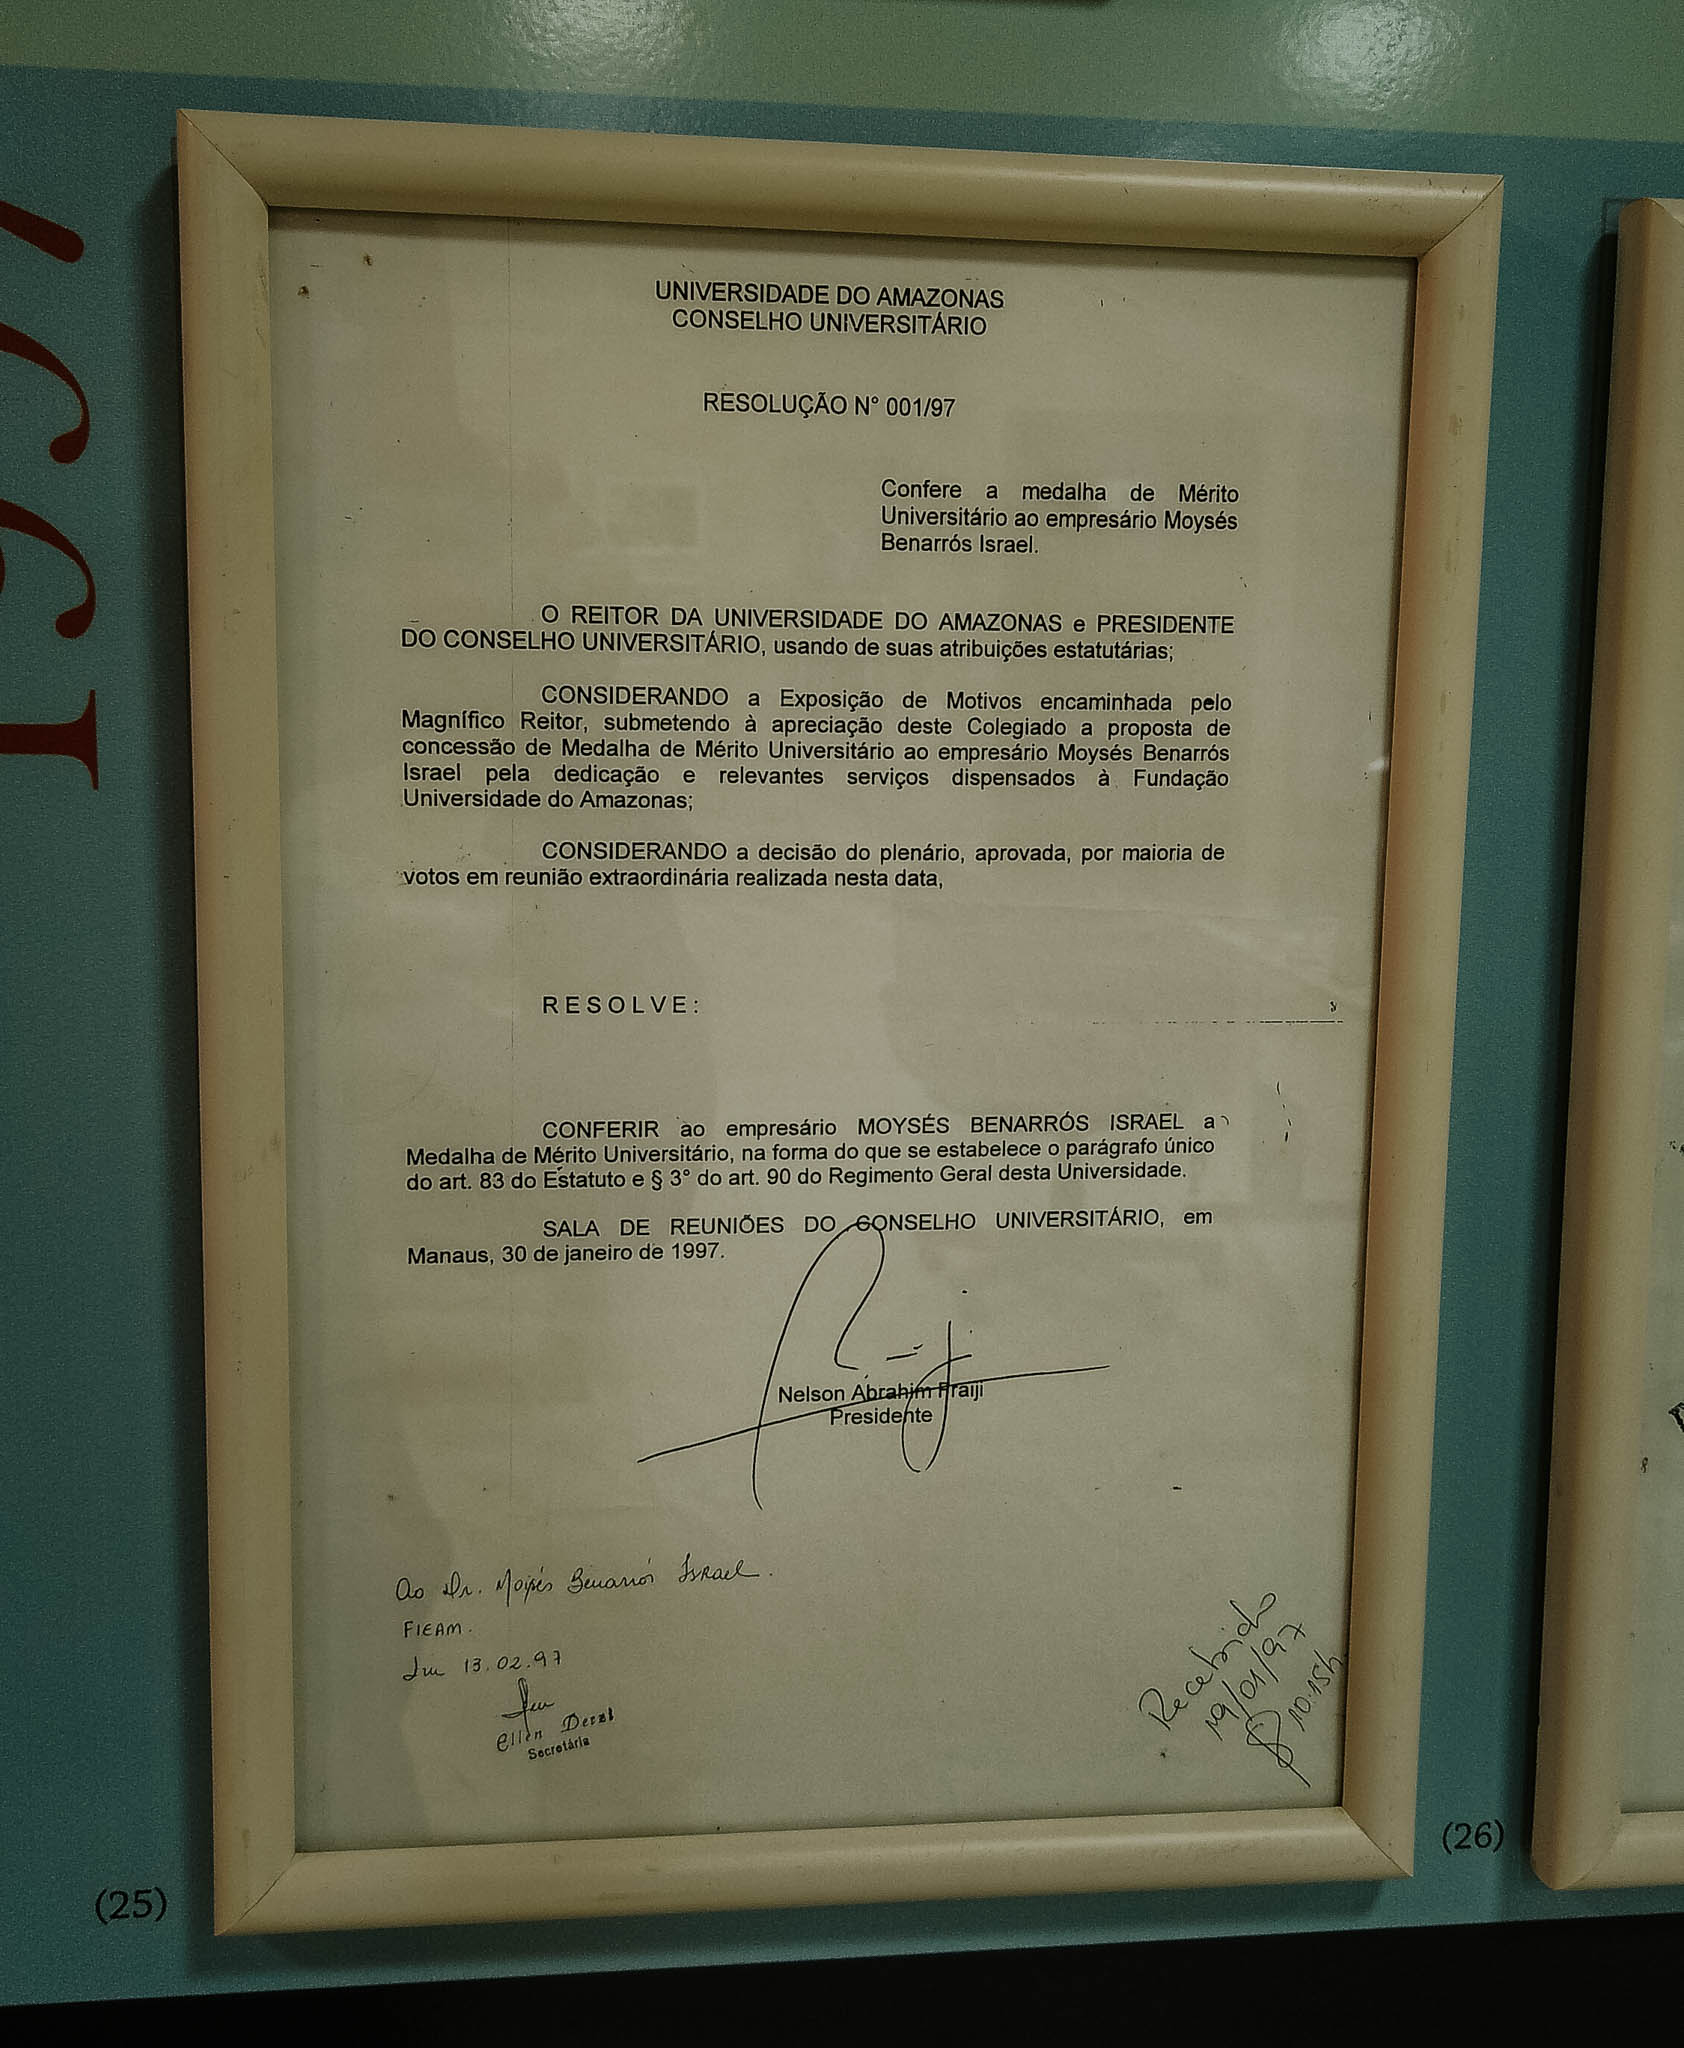 1997
UNIVERSIDADE DO AMAZONAS
CONSELHO UNIVERSITÁRIO
RESOLUÇÃO N° 001/97
Confere a medalha de Mérito
Universitário ao empresário Moysés
Benarrós Israel.
O REITOR DA UNIVERSIDADE DO AMAZONAS e PRESIDENTE
DO CONSELHO UNIVERSITÁRIO, usando de suas atribuições estatutárias;
CONSIDERANDO a Exposição de Motivos encaminhada pelo
Magnífico Reitor, submetendo à apreciação deste Colegiado a proposta de
concessão de Medalha de Mérito Universitário ao empresário Moysés Benarrós
Israel pela dedicação e relevantes serviços dispensados à Fundação
Universidade do Amazonas;
CONSIDERANDO a decisão do plenário, aprovada, por maioria de
votos em reunião extraordinária realizada nesta data,
RESOLVE:
CONFERIR ao empresário MOYSÉS BENARRÓS ISRAEL a
Medalha de Mérito Universitário, na forma do que se estabelece o parágrafo único
do art. 83 do Estatuto e § 3° do art. 90 do Regimento Geral desta Universidade.
SALA DE REUNIÕES DO CONSELHO UNIVERSITÁRIO, em
Manaus, 30 de janeiro de 1997.
Nelson Abrahim Fraiji
Presidente
Ao Dr. Moisés Benarrós Israel.
FIEAM.
Em 13.02.97
Ellen
Secretária
Recebido
19/01/97
10:15h
(25)
(26)